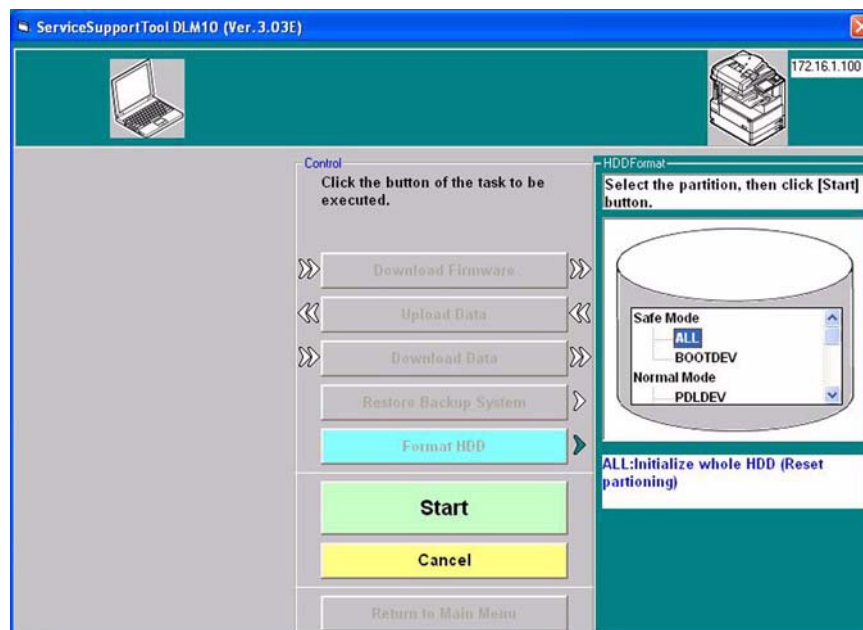 ServiceSupportTool DLM10 (Ver.3.03E)
172.16.1.100
Control
Click the button of the task to be
executed.
Download Firmware
Upload Data
Download Data
Restore Backup System
Format HDD
Start
Cancel
Return to Main Menu
HDDFormat
Select the partition, then click [Start]
button.
Safe Mode
ALL
BOOTDEV
Normal Mode
PDLDEV
ALL:Initialize whole HDD (Reset
partioning)